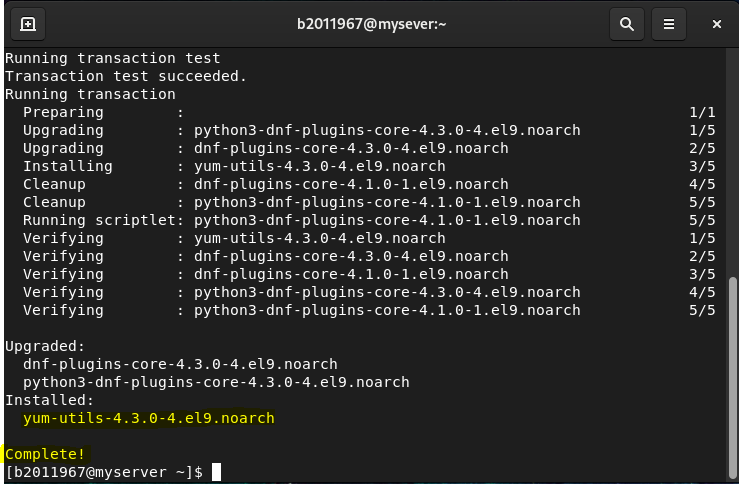 b2011967@mysever:~
Running transaction test
Transaction test succeeded.
Running transaction
  Preparing        :                                                        1/1
  Upgrading        : python3-dnf-plugins-core-4.3.0-4.el9.noarch            1/5
  Upgrading        : dnf-plugins-core-4.3.0-4.el9.noarch                    2/5
  Installing       : yum-utils-4.3.0-4.el9.noarch                           3/5
  Cleanup          : dnf-plugins-core-4.1.0-1.el9.noarch                    4/5
  Cleanup          : python3-dnf-plugins-core-4.1.0-1.el9.noarch            5/5
  Running scriptlet: python3-dnf-plugins-core-4.1.0-1.el9.noarch            5/5
  Verifying        : yum-utils-4.3.0-4.el9.noarch                           1/5
  Verifying        : dnf-plugins-core-4.3.0-4.el9.noarch                    2/5
  Verifying        : dnf-plugins-core-4.1.0-1.el9.noarch                    3/5
  Verifying        : python3-dnf-plugins-core-4.3.0-4.el9.noarch            4/5
  Verifying        : python3-dnf-plugins-core-4.1.0-1.el9.noarch            5/5

Upgraded:
  dnf-plugins-core-4.3.0-4.el9.noarch
  python3-dnf-plugins-core-4.3.0-4.el9.noarch
Installed:
  yum-utils-4.3.0-4.el9.noarch

Complete!
[b2011967@myserver ~]$